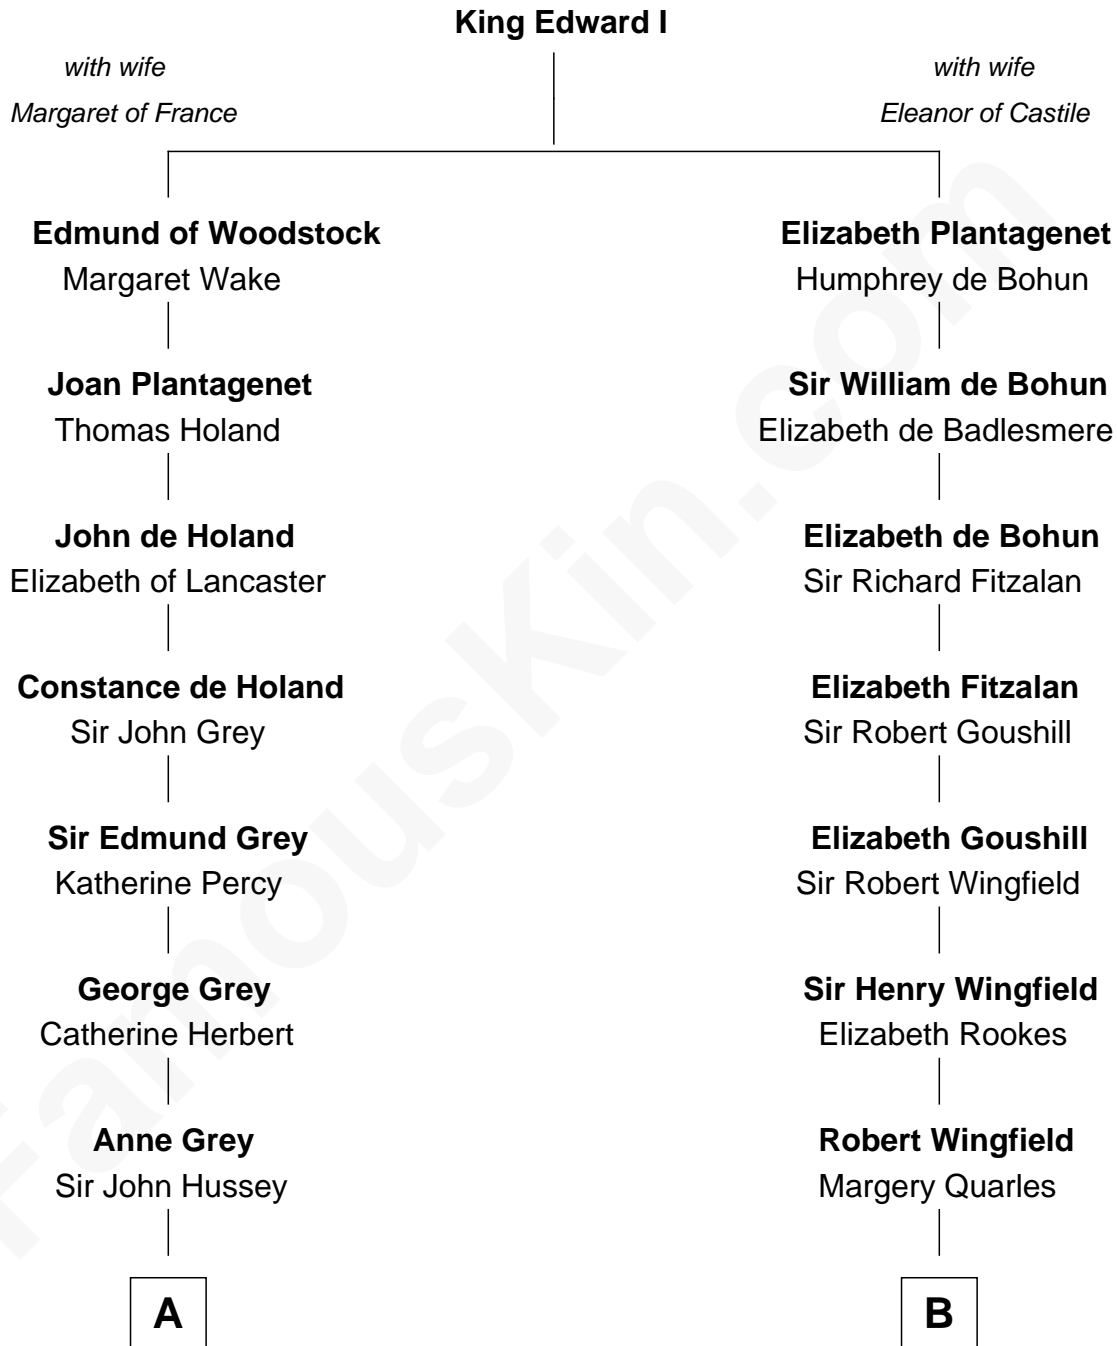 King Edward I
with wife
Margaret of France
with wife
Eleanor of Castile
Edmund of Woodstock
Margaret Wake
Elizabeth Plantagenet
Humphrey de Bohun
Joan Plantagenet
Thomas Holand
Sir William de Bohun
Elizabeth de Badlesmere
John de Holand
Elizabeth of Lancaster
Elizabeth de Bohun
Sir Richard Fitzalan
Constance de Holand
Sir John Grey
Elizabeth Fitzalan
Sir Robert Goushill
Sir Edmund Grey
Katherine Percy
Elizabeth Goushill
Sir Robert Wingfield
George Grey
Catherine Herbert
Sir Henry Wingfield
Elizabeth Rookes
Anne Grey
Sir John Hussey
Robert Wingfield
Margery Quarles
A
B
FamousKin.com